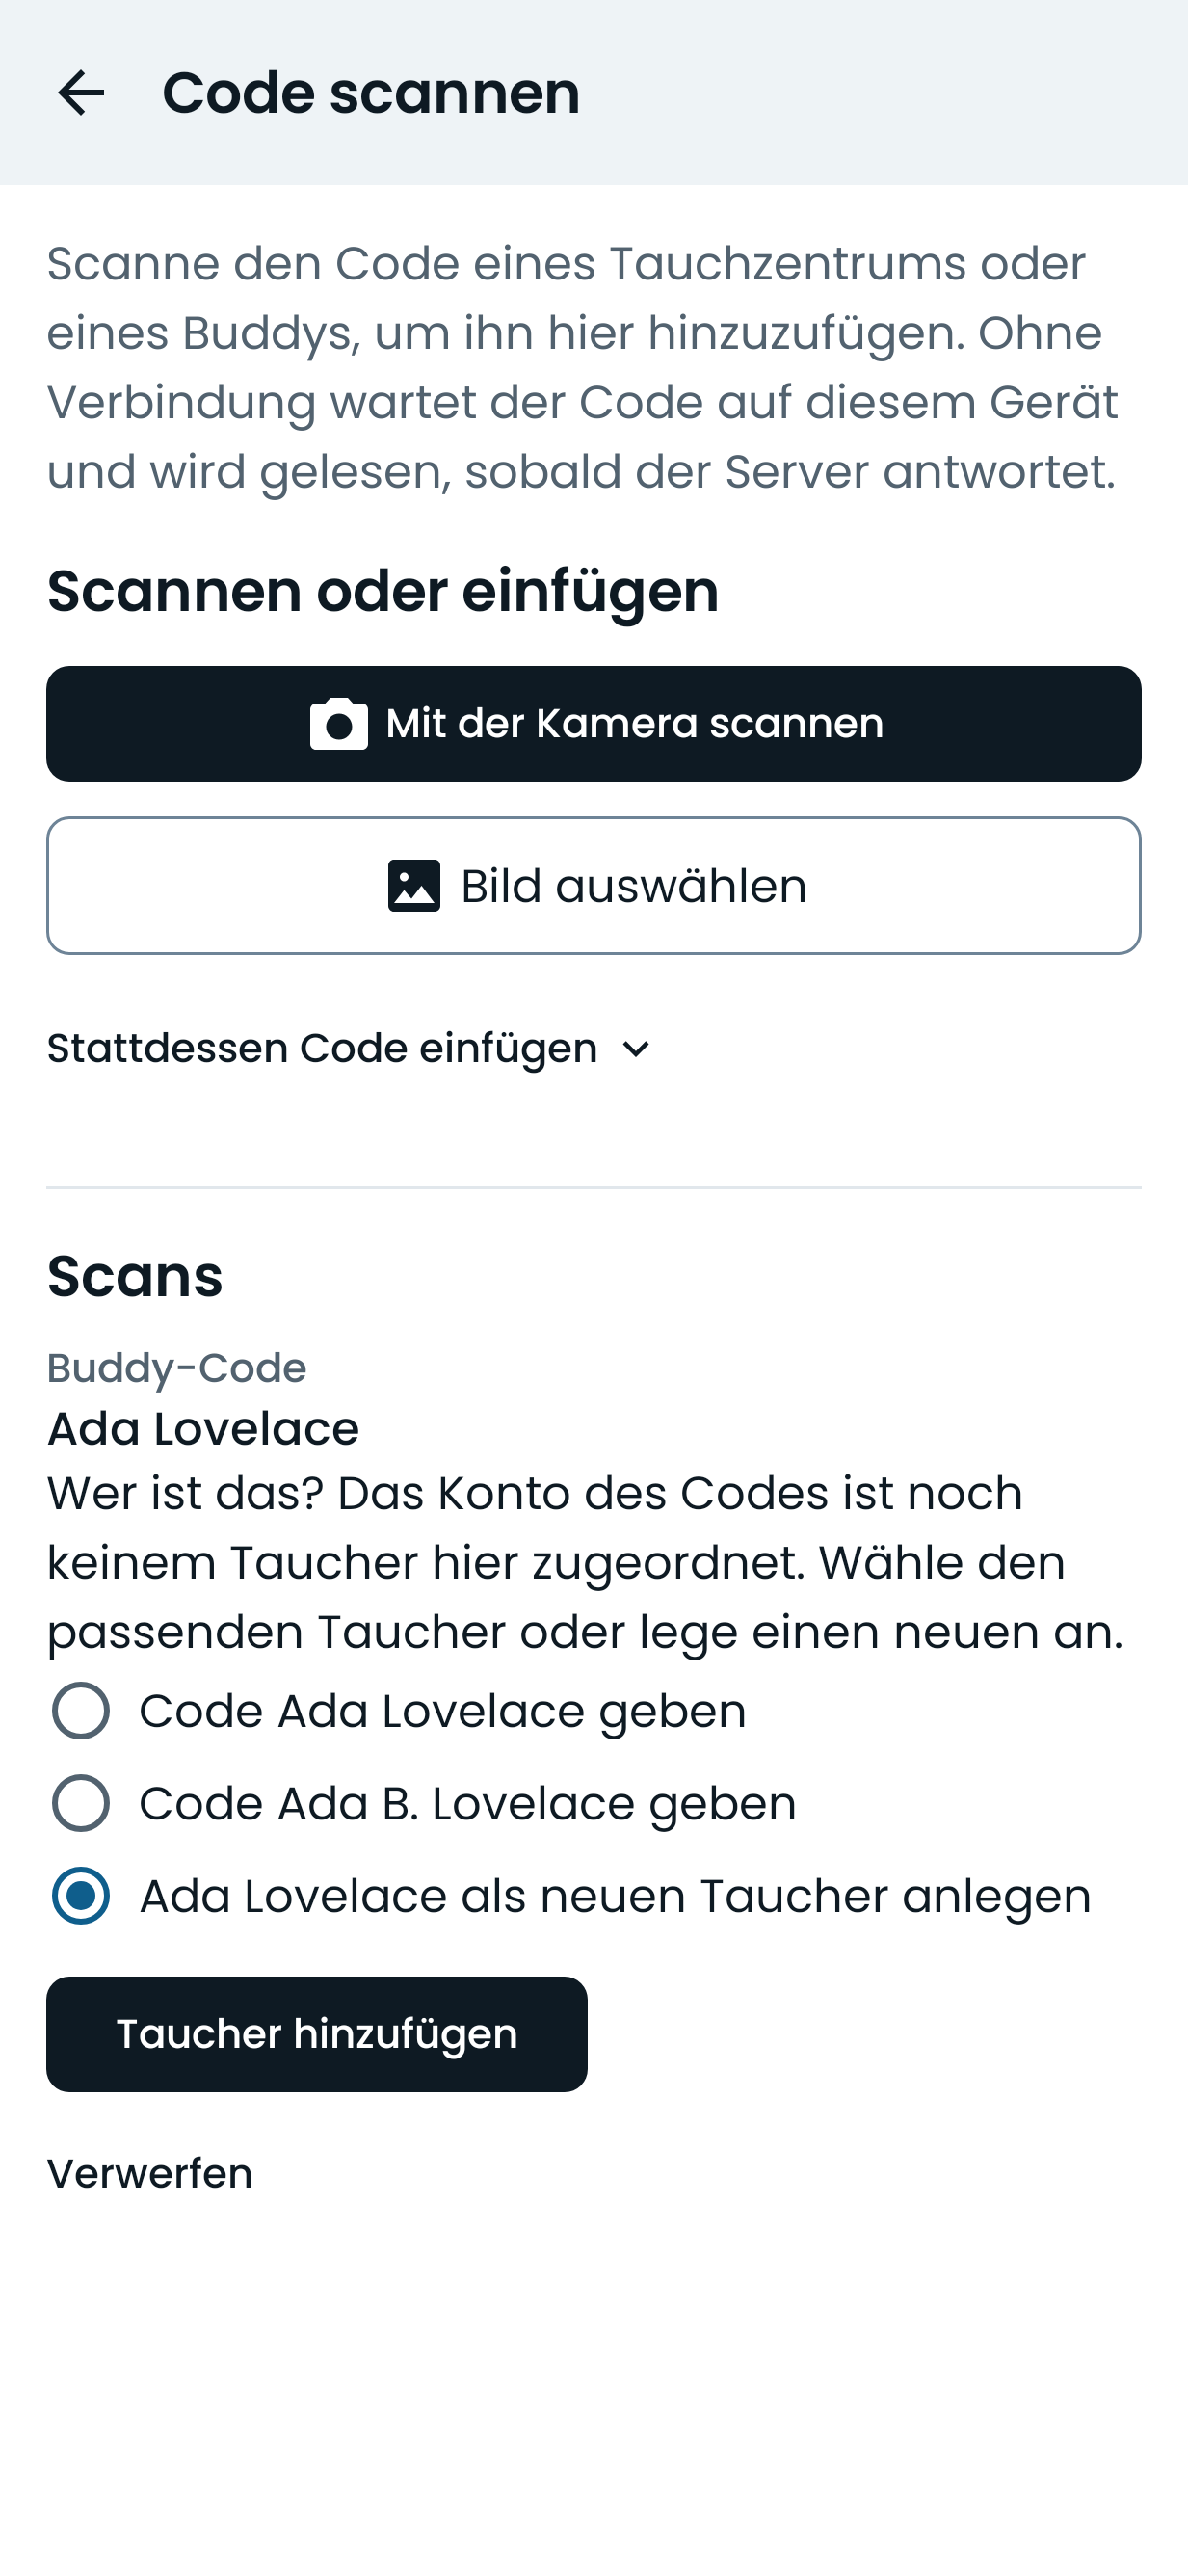 Code scannen
Scanne den Code eines Tauchzentrums oder
eines Buddys, um ihn hier hinzuzufügen. Ohne
Verbindung wartet der Code auf diesem Gerät
und wird gelesen, sobald der Server antwortet.
Scannen oder einfügen
Mit der Kamera scannen
Bild auswählen
Stattdessen Code einfügen
Scans
Buddy-Code
Ada Lovelace
Wer ist das? Das Konto des Codes ist noch
keinem Taucher hier zugeordnet. Wähle den
passenden Taucher oder lege einen neuen an.
Code Ada Lovelace geben
Code Ada B. Lovelace geben
Ada Lovelace als neuen Taucher anlegen
Taucher hinzufügen
Verwerfen